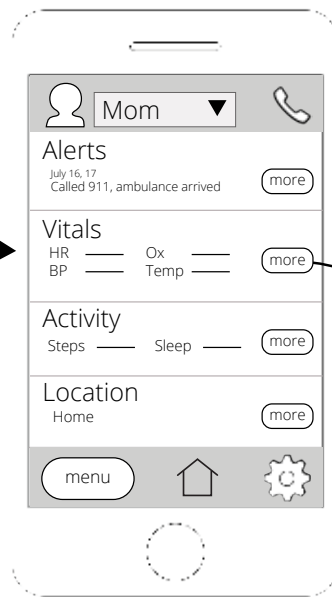 Mom
Alerts
July 16, 17
Called 911, ambulance arrived
more
Vitals
HR Ox
BP Temp
more
Activity
Steps Sleep
more
Location
Home
more
menu